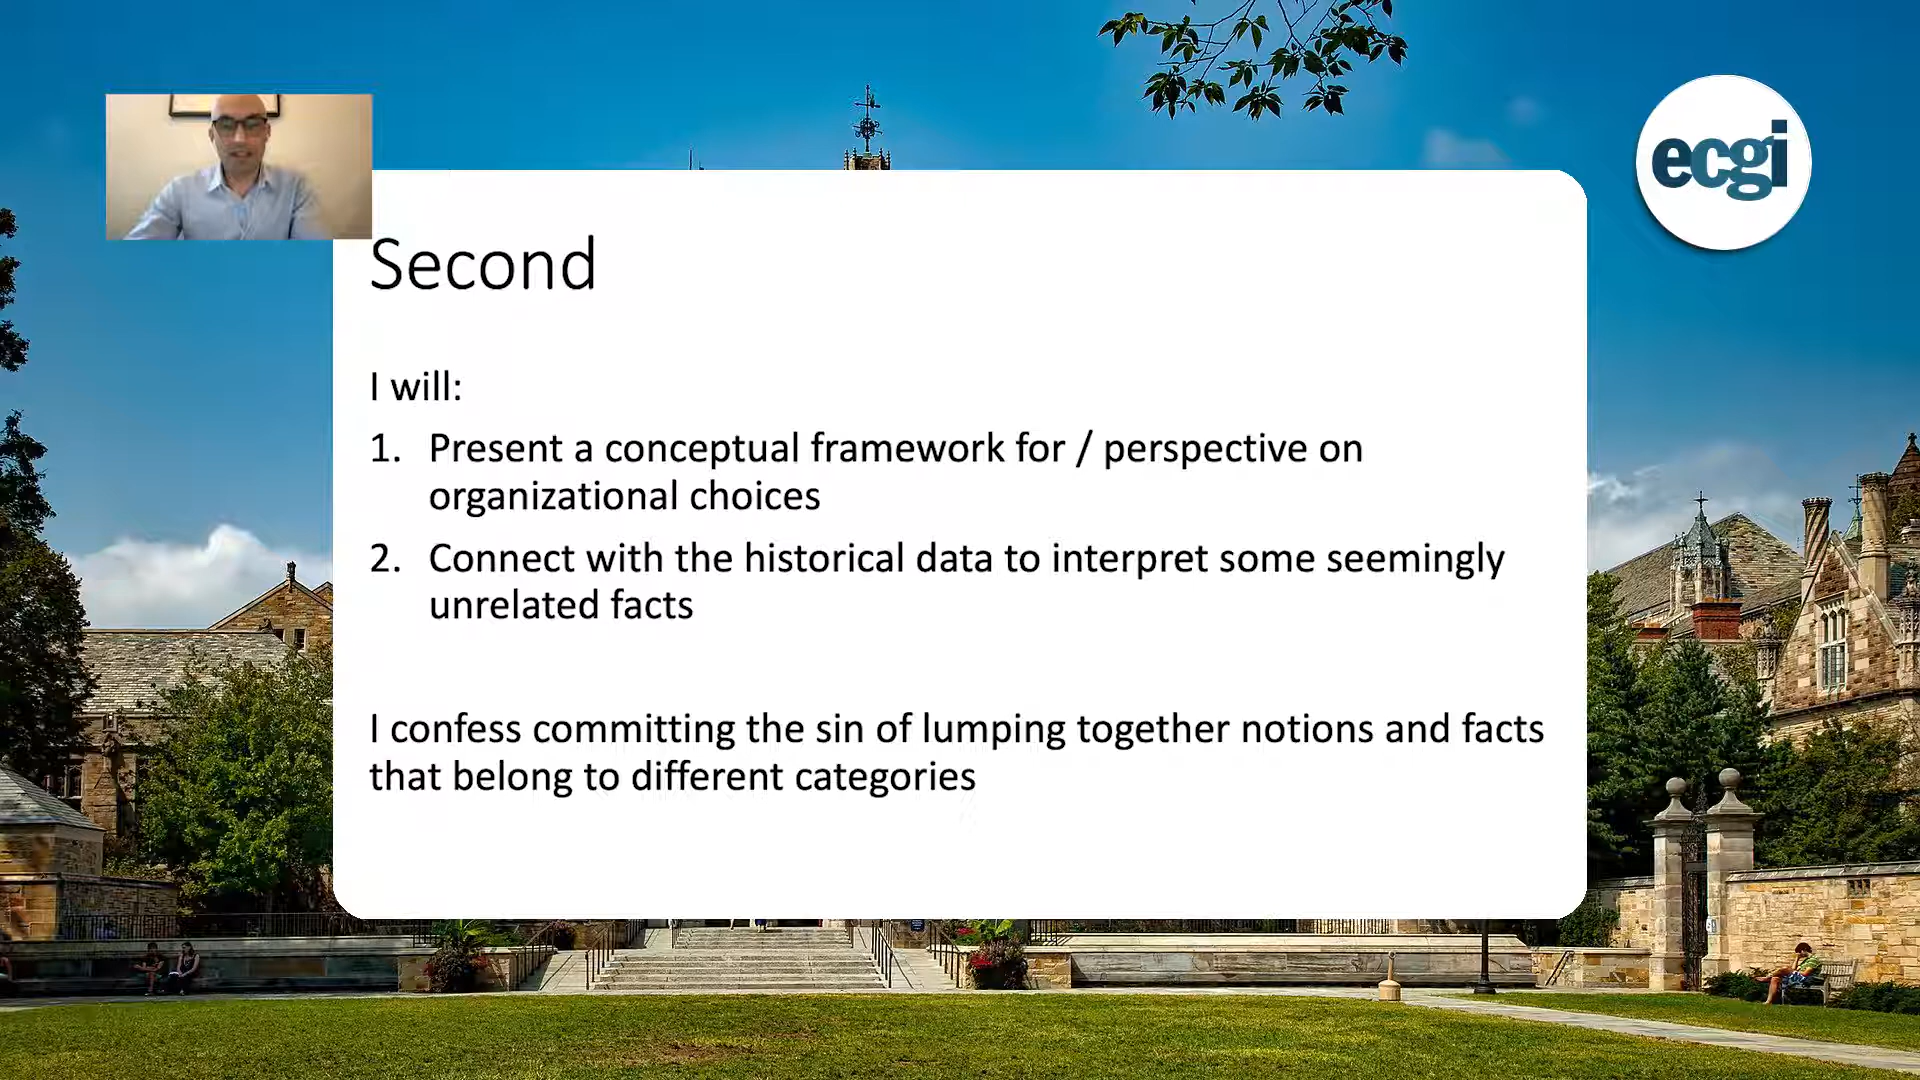 ecgi
Second
I will:
1. Present a conceptual framework for / perspective on
organizational choices
2. Connect with the historical data to interpret some seemingly
unrelated facts
I confess committing the sin of lumping together notions and facts
that belong to different categories